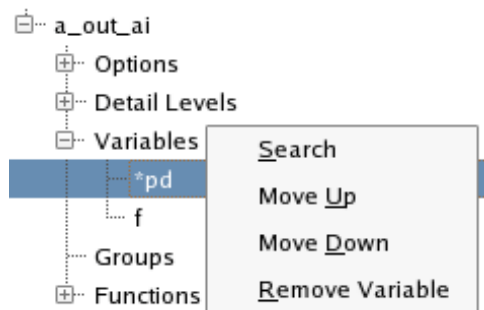 a_out_ai
Options
Detail Levels
Variables
*pd
f
Groups
Functions
Search
Move Up
Move Down
Remove Variable